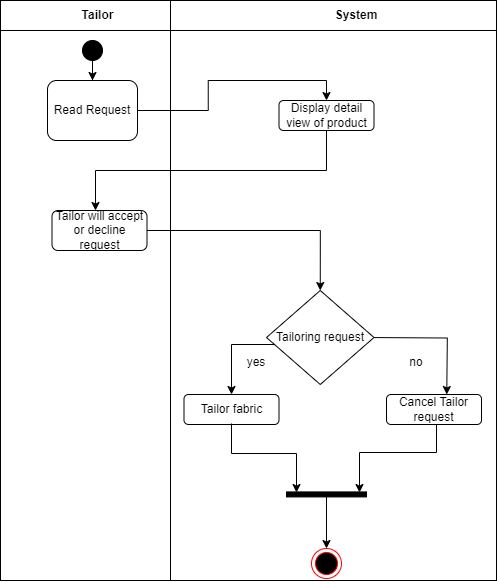 Tailor
System
Read Request
Display detail
view of product
Tailor will accept
or decline
request
Tailoring request
yes
no
Tailor fabric
Cancel Tailor
request